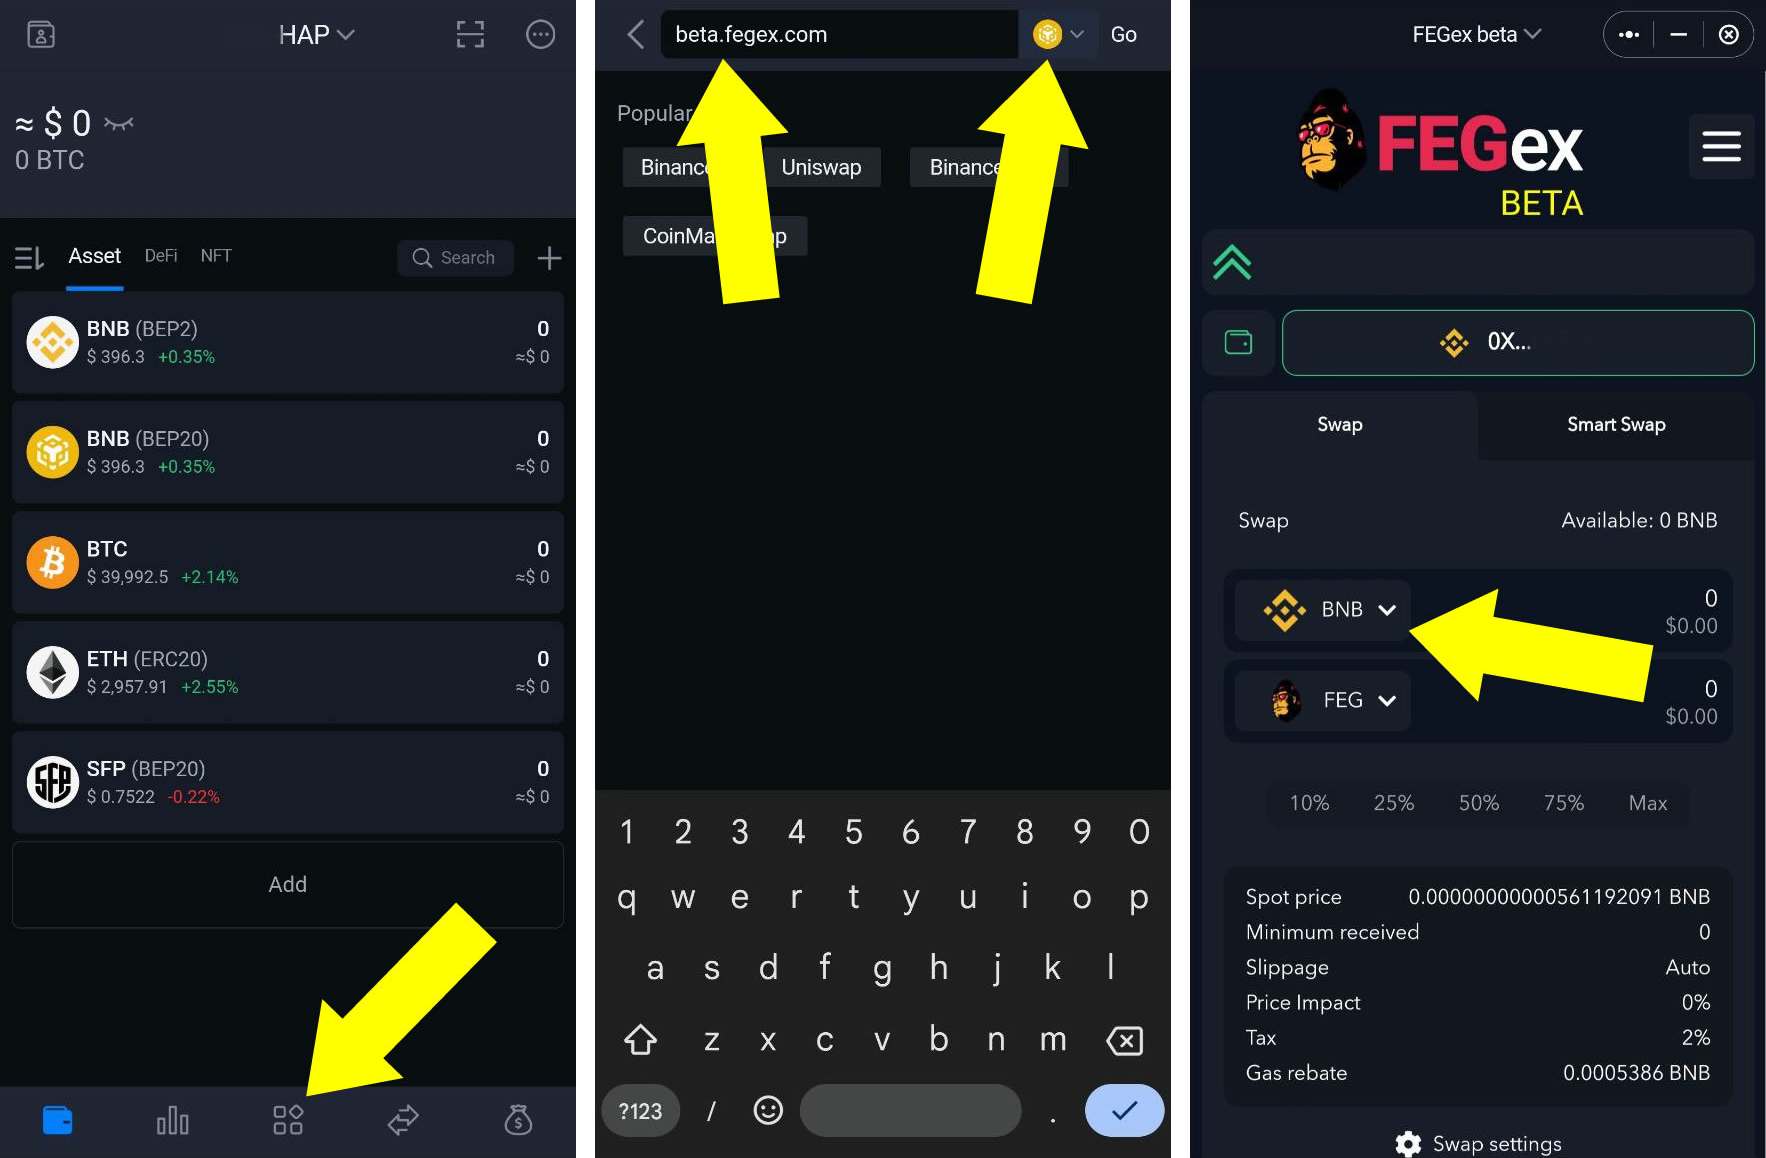 HAP
≈ $ 0
0 BTC
Asset DeFi NFT Search
BNB (BEP2) 0
$ 396.3 +0.35% ≈$ 0
BNB (BEP20) 0
$ 396.3 +0.35% ≈$ 0
BTC 0
$ 39,992.5 +2.14% ≈$ 0
ETH (ERC20) 0
$ 2,957.91 +2.55% ≈$ 0
SFP (BEP20) 0
$ 0.7522 -0.22% ≈$ 0
Add
beta.fegex.com Go
Popular
Binance Uniswap Binance
?123 / .
1 2 3 4 5 6 7 8 9 0
q w e r t y u i o p
a s d f g h j k l
z x c v b n m
FEGex beta
FEGex
BETA
0X...
Swap Smart Swap
Swap Available: 0 BNB
BNB 0
$0.00
FEG 0
$0.00
10% 25% 50% 75% Max
Spot price 0.00000000000561192091 BNB
Minimum received 0
Slippage Auto
Price Impact 0%
Tax 2%
Gas rebate 0.0005386 BNB
Swap settings